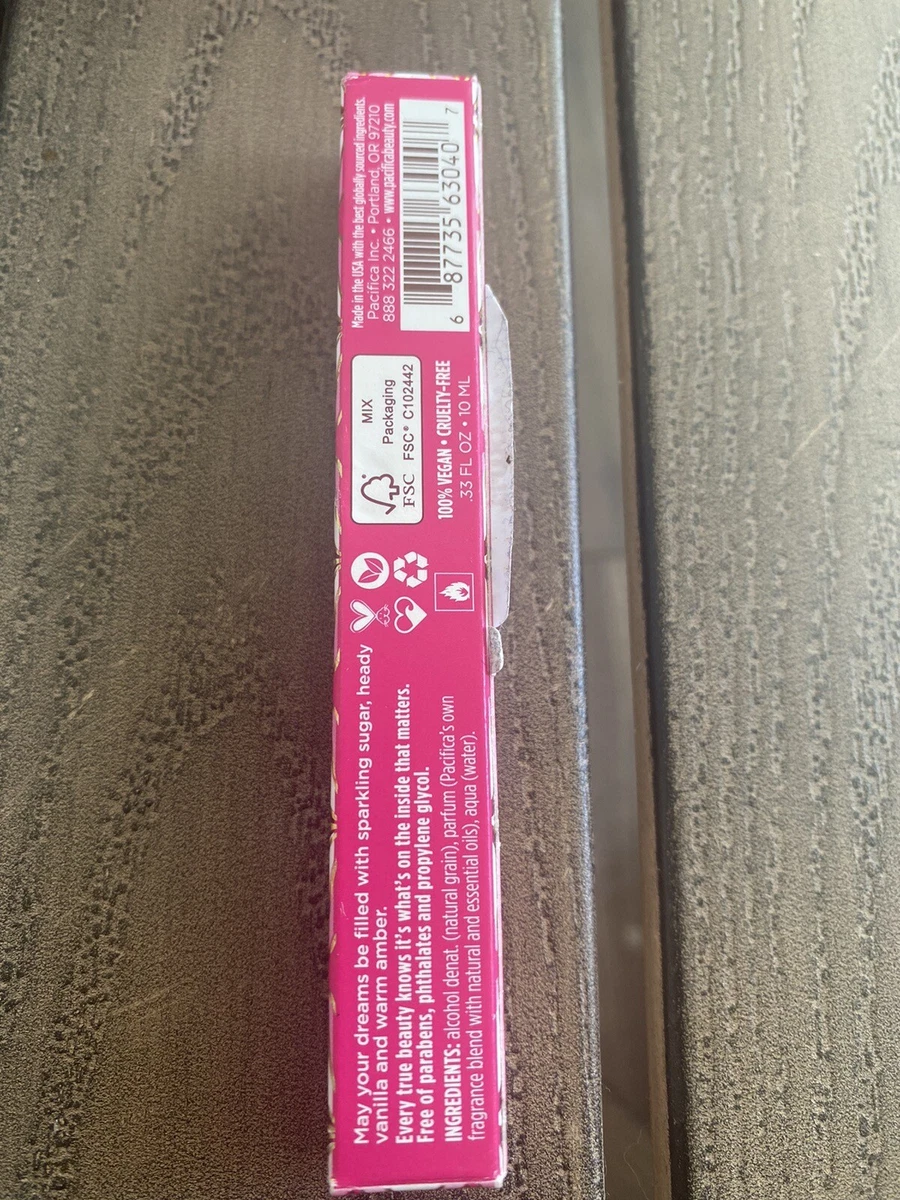 May your dreams be filled with sparkling sugar, heady
vanilla and warm amber.
Every true beauty knows it's what's on the inside that matters.
Free of parabens, phthalates and propylene glycol.
INGREDIENTS: alcohol denat. (natural grain), parfum (Pacifica's own
fragrance blend with natural and essential oils), aqua (water).
MIX
Packaging
FSC FSC® C102442
100% VEGAN • CRUELTY-FREE
.33 FL OZ • 10 ML
Made in the USA with the best globally sourced ingredients.
Pacifica Inc. • Portland, OR 97210
888 322 2466 • www.pacificabeauty.com
6 87735 63040 7